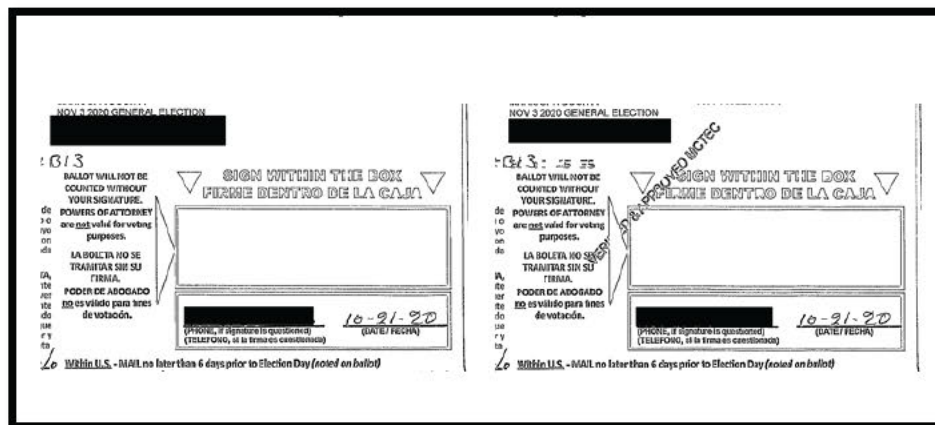 NOV 3 2020 GENERAL ELECTION
BALLOT WILL NOT BE
COUNTED WITHOUT
YOUR SIGNATURE.
POWERS OF ATTORNEY
are not valid for voting
purposes.
LA BOLETA NO SE
TRAMITAR SIN SU
FIRMA.
PODER DE ABOGADO
no es válido para fines
de votación.
SIGN WITHIN THE BOX
FIRME DENTRO DE LA CAJA
10-21-20
(PHONE, if signature is questioned)
(DATE/ FECHA)
(TELEFONO, si la firma es cuestionada)
Within U.S. - MAIL no later than 6 days prior to Election Day (noted on ballot)
NOV 3 2020 GENERAL ELECTION
VERIFIED & APPROVED MCTEC
BALLOT WILL NOT BE
COUNTED WITHOUT
YOUR SIGNATURE.
POWERS OF ATTORNEY
are not valid for voting
purposes.
LA BOLETA NO SE
TRAMITAR SIN SU
FIRMA.
PODER DE ABOGADO
no es válido para fines
de votación.
SIGN WITHIN THE BOX
FIRME DENTRO DE LA CAJA
10-21-20
(PHONE, if signature is questioned)
(DATE/ FECHA)
(TELEFONO, si la firma es cuestionada)
Within U.S. - MAIL no later than 6 days prior to Election Day (noted on ballot)